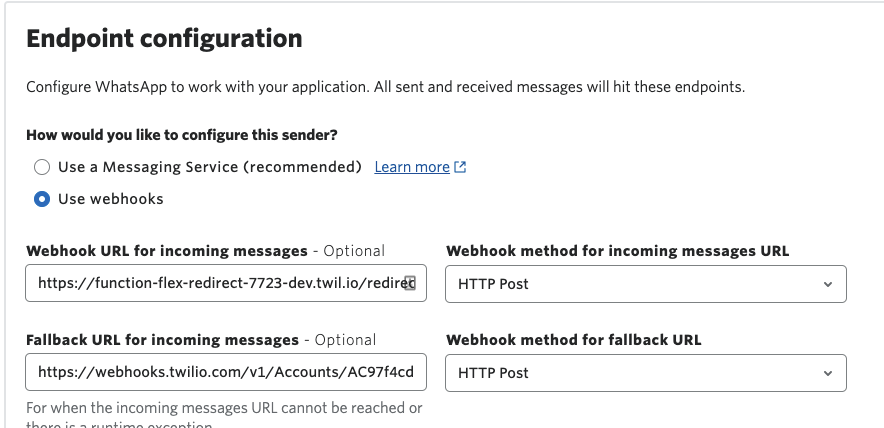 Endpoint configuration
Configure WhatsApp to work with your application. All sent and received messages will hit these endpoints.
How would you like to configure this sender?
Use a Messaging Service (recommended) Learn more
Use webhooks
Webhook URL for incoming messages - Optional
Webhook method for incoming messages URL
https://function-flex-redirect-7723-dev.twil.io/redirec
HTTP Post
Fallback URL for incoming messages - Optional
Webhook method for fallback URL
https://webhooks.twilio.com/v1/Accounts/AC97f4cd
HTTP Post
For when the incoming messages URL cannot be reached or
there is a runtime exception